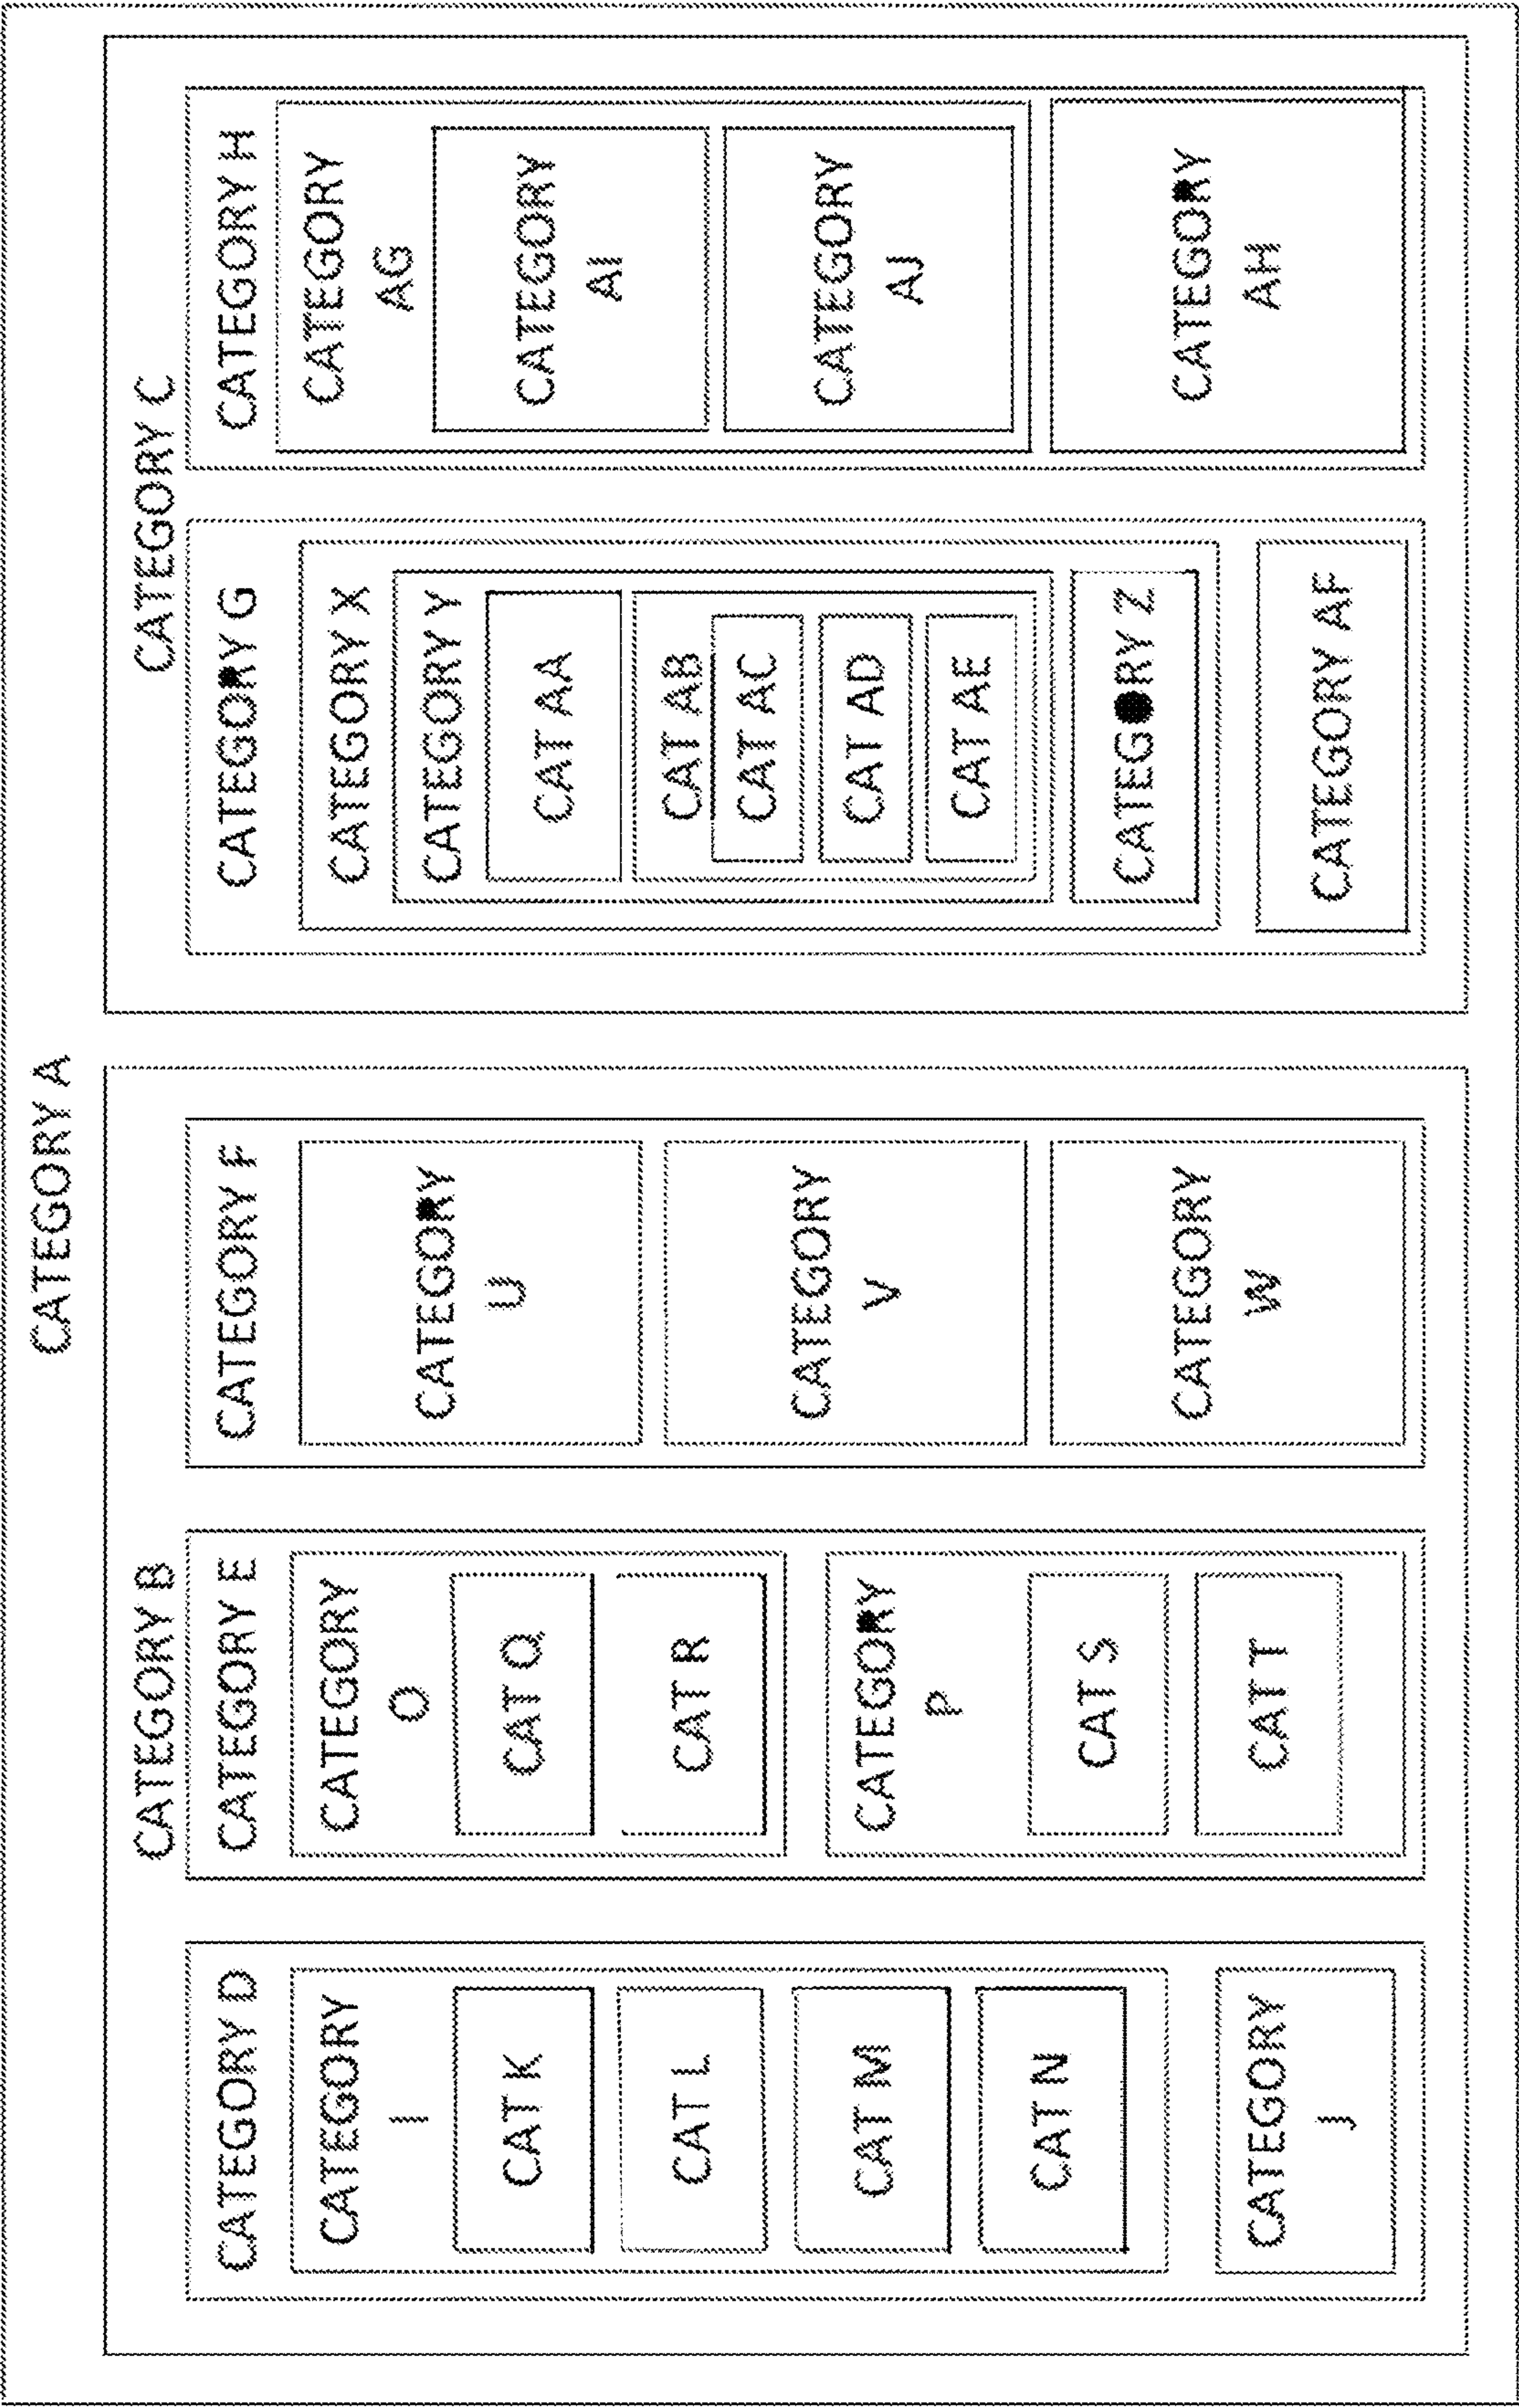 CATEGORY A
CATEGORY B
CATEGORY D
CATEGORY
I
CAT K
CAT L
CAT M
CAT N
CATEGORY
J
CATEGORY E
CATEGORY
O
CAT Q
CAT R
CATEGORY
P
CAT S
CAT T
CATEGORY F
CATEGORY
U
CATEGORY
V
CATEGORY
W
CATEGORY C
CATEGORY G
CATEGORY X
CATEGORY Y
CAT AA
CAT AB
CAT AC
CAT AD
CAT AE
CATEGORY Z
CATEGORY AF
CATEGORY H
CATEGORY
AG
CATEGORY
AI
CATEGORY
AJ
CATEGORY
AH